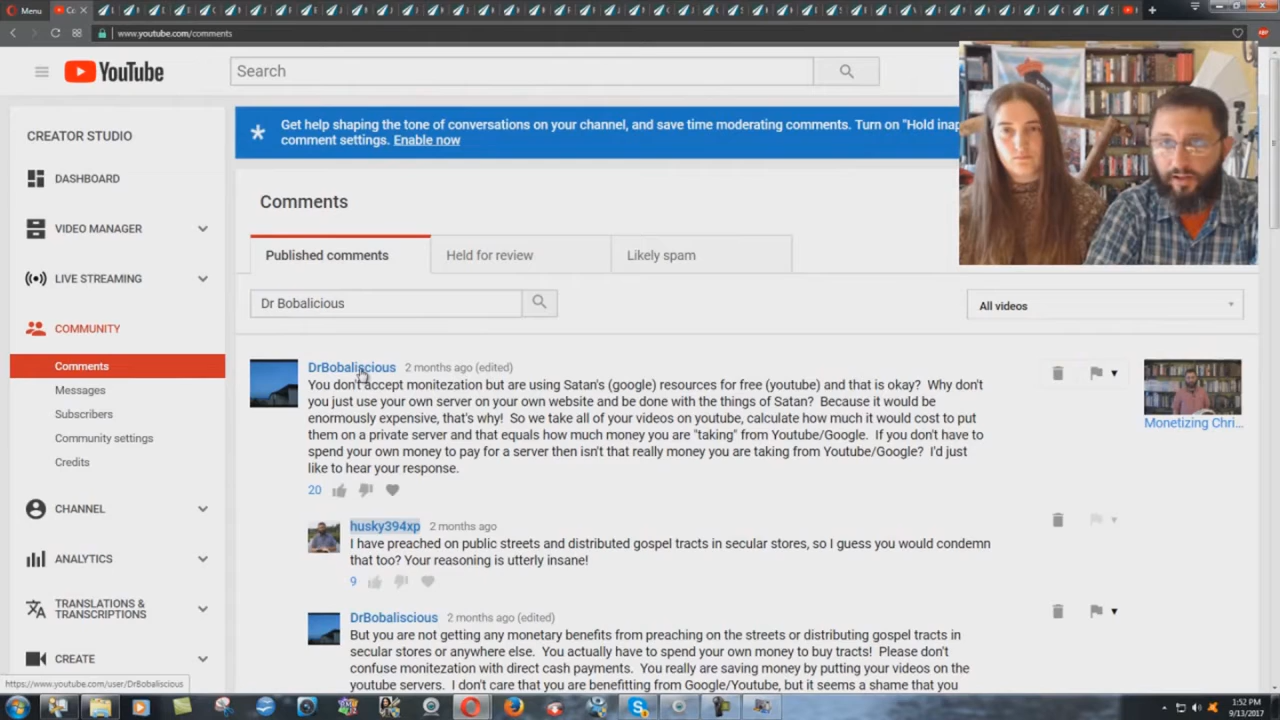 Menu
www.youtube.com/comments
YouTube
Search
CREATOR STUDIO
DASHBOARD
VIDEO MANAGER
LIVE STREAMING
COMMUNITY
Comments
Messages
Subscribers
Community settings
Credits
CHANNEL
ANALYTICS
TRANSLATIONS &
TRANSCRIPTIONS
CREATE
Get help shaping the tone of conversations on your channel, and save time moderating comments. Turn on "Hold
comment settings. Enable now
Comments
Published comments
Held for review
Likely spam
Dr Bobalicious
All videos
DrBobaliscious 2 months ago (edited)
You don't accept monitezation but are using Satan's (google) resources for free (youtube) and that is okay? Why don't
you just use your own server on your own website and be done with the things of Satan? Because it would be
enormously expensive, that's why! So we take all of your videos on youtube, calculate how much it would cost to put
them on a private server and that equals how much money you are "taking" from Youtube/Google. If you don't have to
spend your own money to pay for a server then isn't that really money you are taking from Youtube/Google? I'd just
like to hear your response.
20
Monetizing Chri...
husky394xp 2 months ago
I have preached on public streets and distributed gospel tracts in secular stores, so I guess you would condemn
that too? Your reasoning is utterly insane!
9
DrBobaliscious 2 months ago (edited)
But you are not getting any monetary benefits from preaching on the streets or distributing gospel tracts in
secular stores or anywhere else. You actually have to spend your own money to buy tracts! Please don't
confuse monitezation with direct cash payments. You really are saving money by putting your videos on the
youtube servers. I don't care that you are benefitting from Google/Youtube, but it seems a shame that you
https://www.youtube.com/user/DrBobaliscious
1:52 PM
9/13/2017